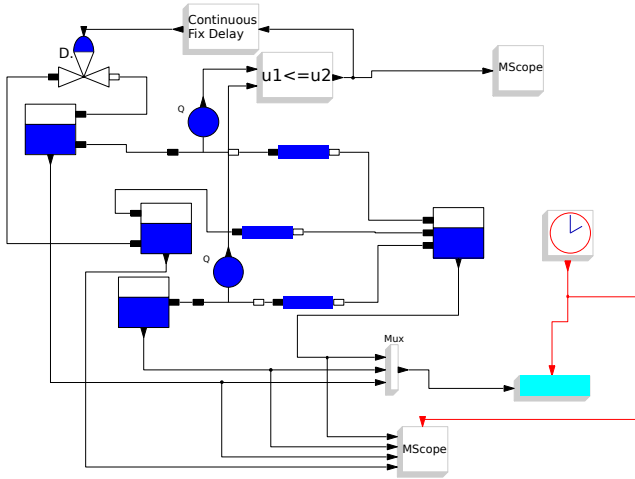 Continuous
Fix Delay
D.
u1<=u2
MScope
Q
Q
Mux
MScope